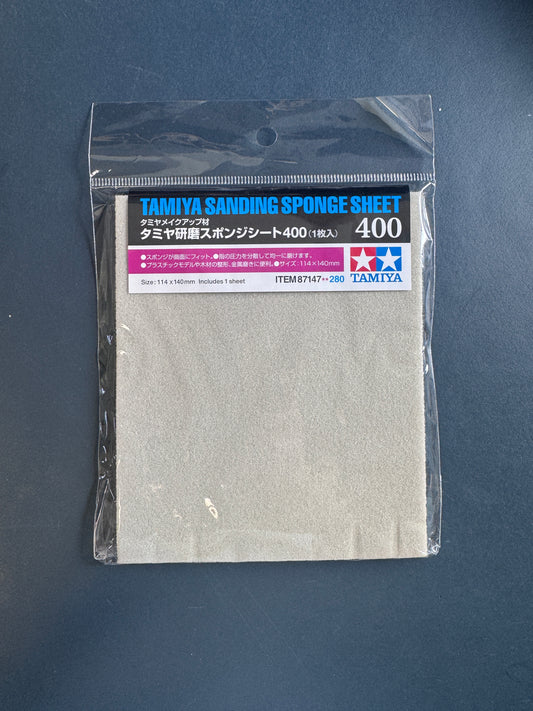 TAMIYA SANDING SPONGE SHEET
タミヤメイクアップ材
タミヤ研磨スポンジシート400（1枚入） 400
●スポンジが曲面にフィット。●指の圧力を分散して均一に磨けます。
●プラスチックモデルや木材の整形、金属磨きに便利。●サイズ：114×140mm
Size: 114 x 140mm Includes 1 sheet
ITEM 87147**280
TAMIYA